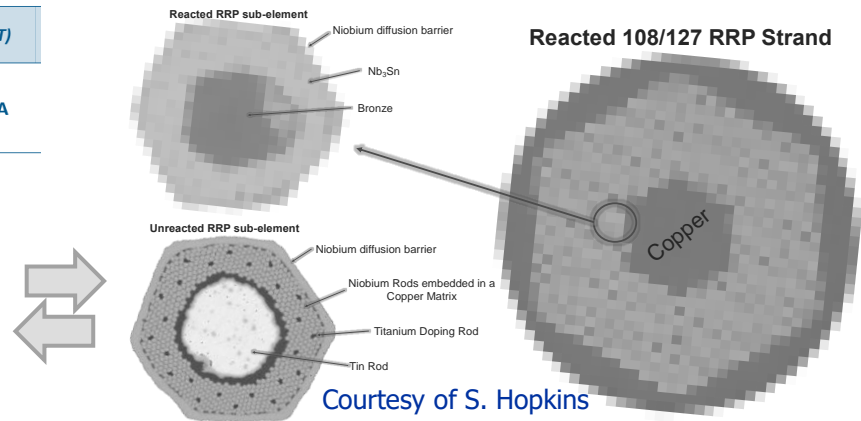 T)
A
Reacted RRP sub-element
Niobium diffusion barrier
Nb₃Sn
Bronze
Reacted 108/127 RRP Strand
Copper
Unreacted RRP sub-element
Niobium diffusion barrier
Niobium Rods embedded in a
Copper Matrix
Titanium Doping Rod
Tin Rod
Courtesy of S. Hopkins